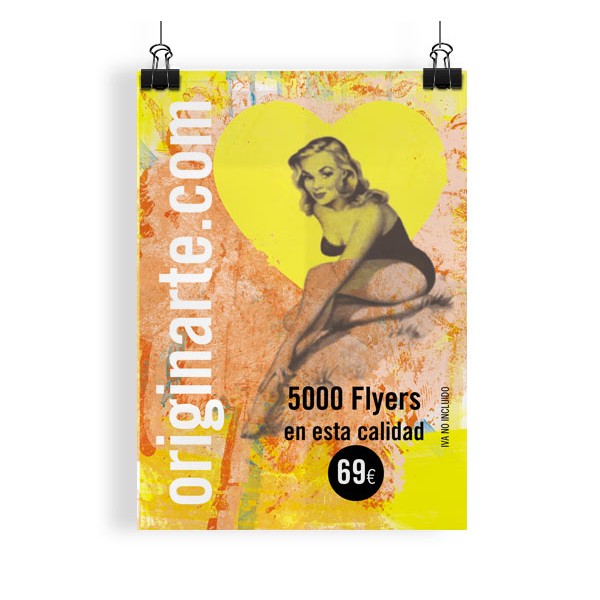 originarte.com
5000 Flyers
en esta calidad
69€
IVA NO INCLUIDO